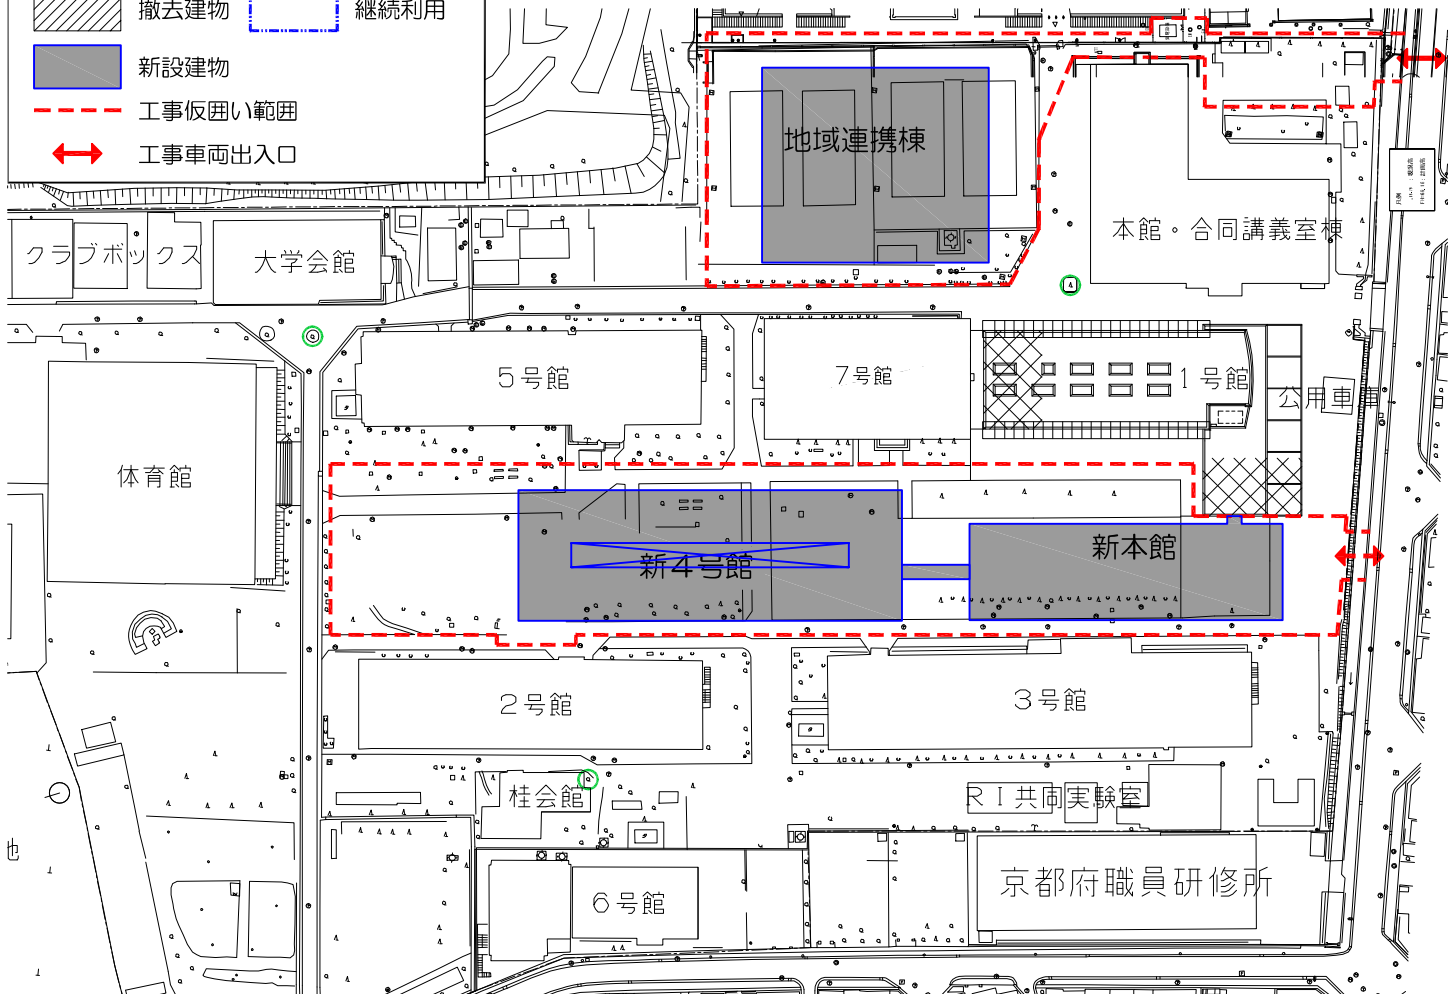 撤去建物
継続利用
新設建物
工事仮囲い範囲
工事車両出入口
地域連携棟
本館・合同講義室棟
クラブボックス
大学会館
5号館
7号館
1号館
公用車庫
体育館
新4号館
新本館
2号館
3号館
桂会館
RI共同実験室
6号館
京都府職員研修所